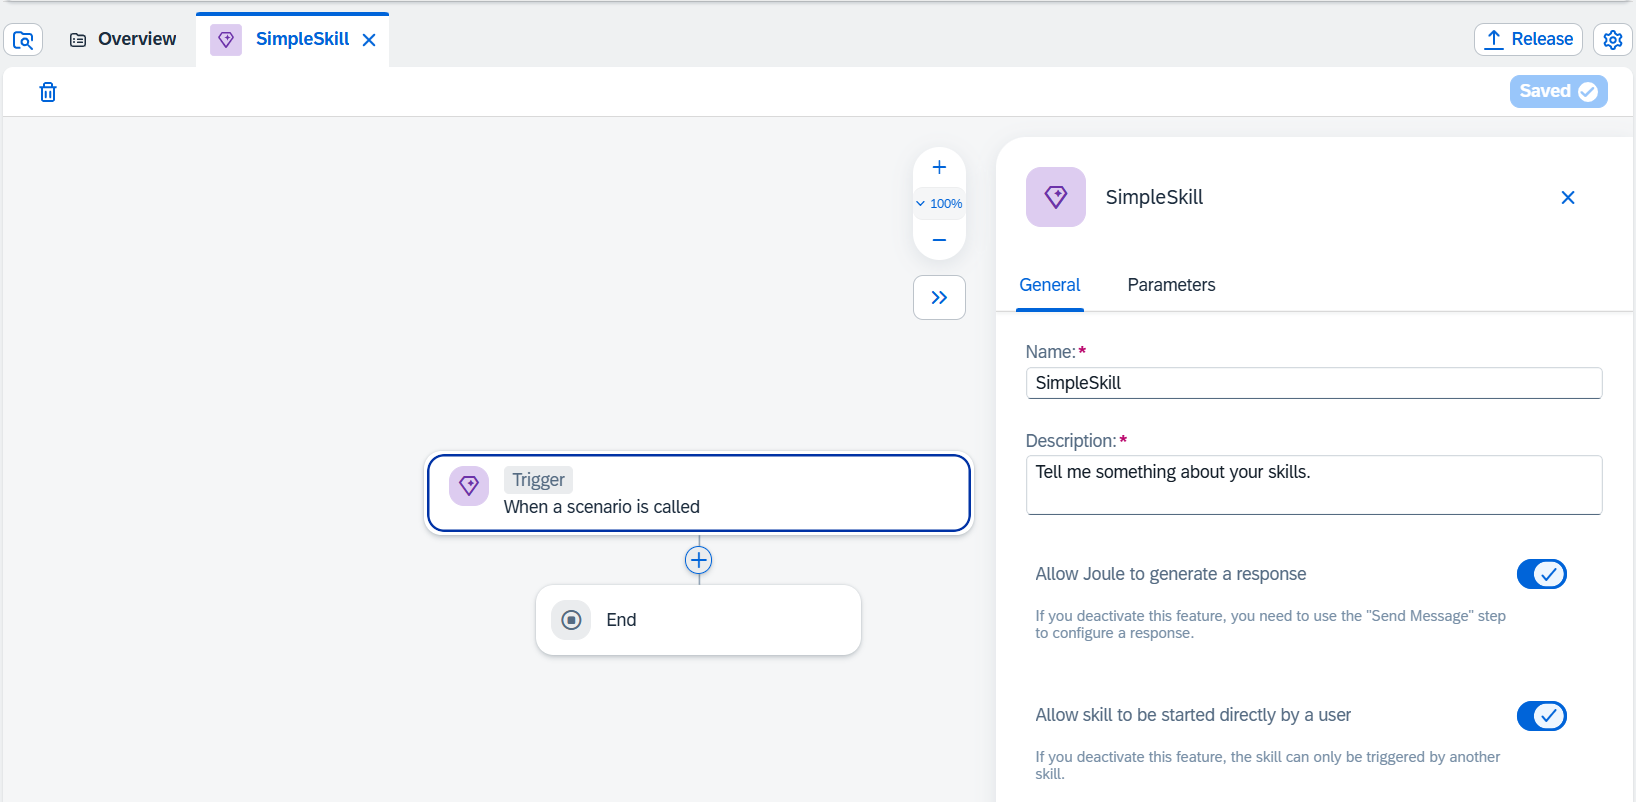 Overview
SimpleSkill
Release
Saved
100%
SimpleSkill
General
Parameters
Name:*
SimpleSkill
Description:*
Tell me something about your skills.
Trigger
When a scenario is called
End
Allow Joule to generate a response
If you deactivate this feature, you need to use the "Send Message" step
to configure a response.
Allow skill to be started directly by a user
If you deactivate this feature, the skill can only be triggered by another
skill.